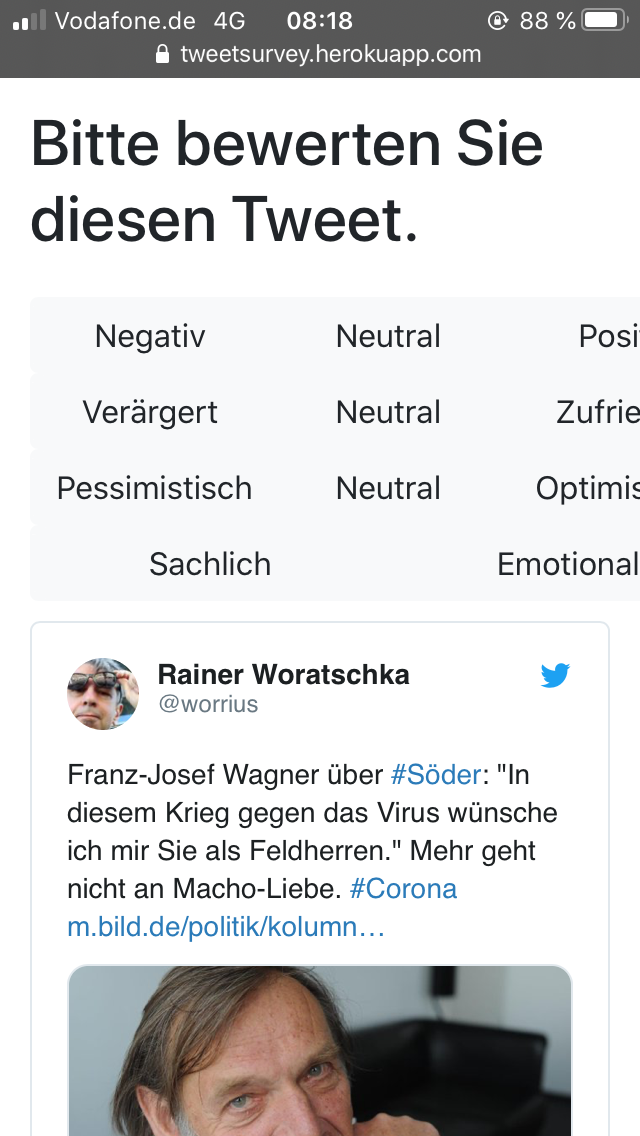 Vodafone.de 4G 08:18 88 %
tweetsurvey.herokuapp.com
Bitte bewerten Sie
diesen Tweet.
Negativ Neutral Posi
Verärgert Neutral Zufrie
Pessimistisch Neutral Optimis
Sachlich Emotional
Rainer Woratschka
@worrius
Franz-Josef Wagner über #Söder: "In
diesem Krieg gegen das Virus wünsche
ich mir Sie als Feldherren." Mehr geht
nicht an Macho-Liebe. #Corona
m.bild.de/politik/kolumn…